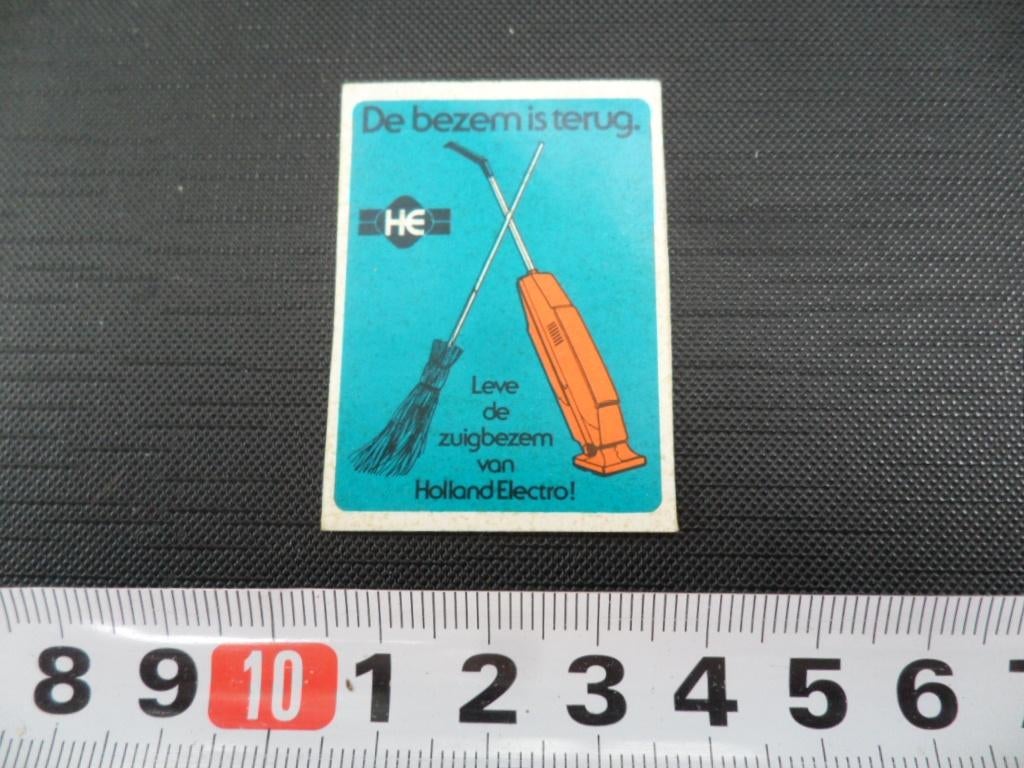 De bezem is terug.
HE
Leve
de
zuigbezem
van
Holland Electro!
8 9 10 1 2 3 4 5 6